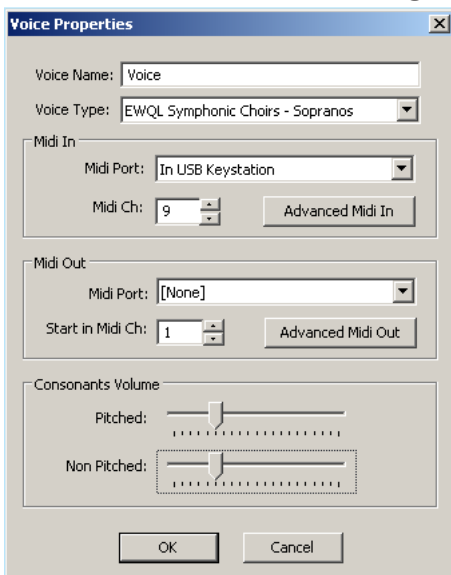 Voice Properties
Voice Name: Voice
Voice Type: EWQL Symphonic Choirs - Sopranos
Midi In
Midi Port: In USB Keystation
Midi Ch: 9 Advanced Midi In
Midi Out
Midi Port: [None]
Start in Midi Ch: 1 Advanced Midi Out
Consonants Volume
Pitched:
Non Pitched:
OK Cancel